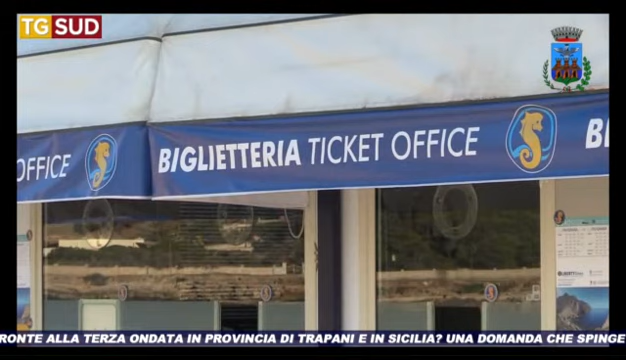 TG SUD
OFFICE
BIGLIETTERIA TICKET OFFICE
BI
LIBERTYlines
RONTE ALLA TERZA ONDATA IN PROVINCIA DI TRAPANI E IN SICILIA? UNA DOMANDA CHE SPINGE